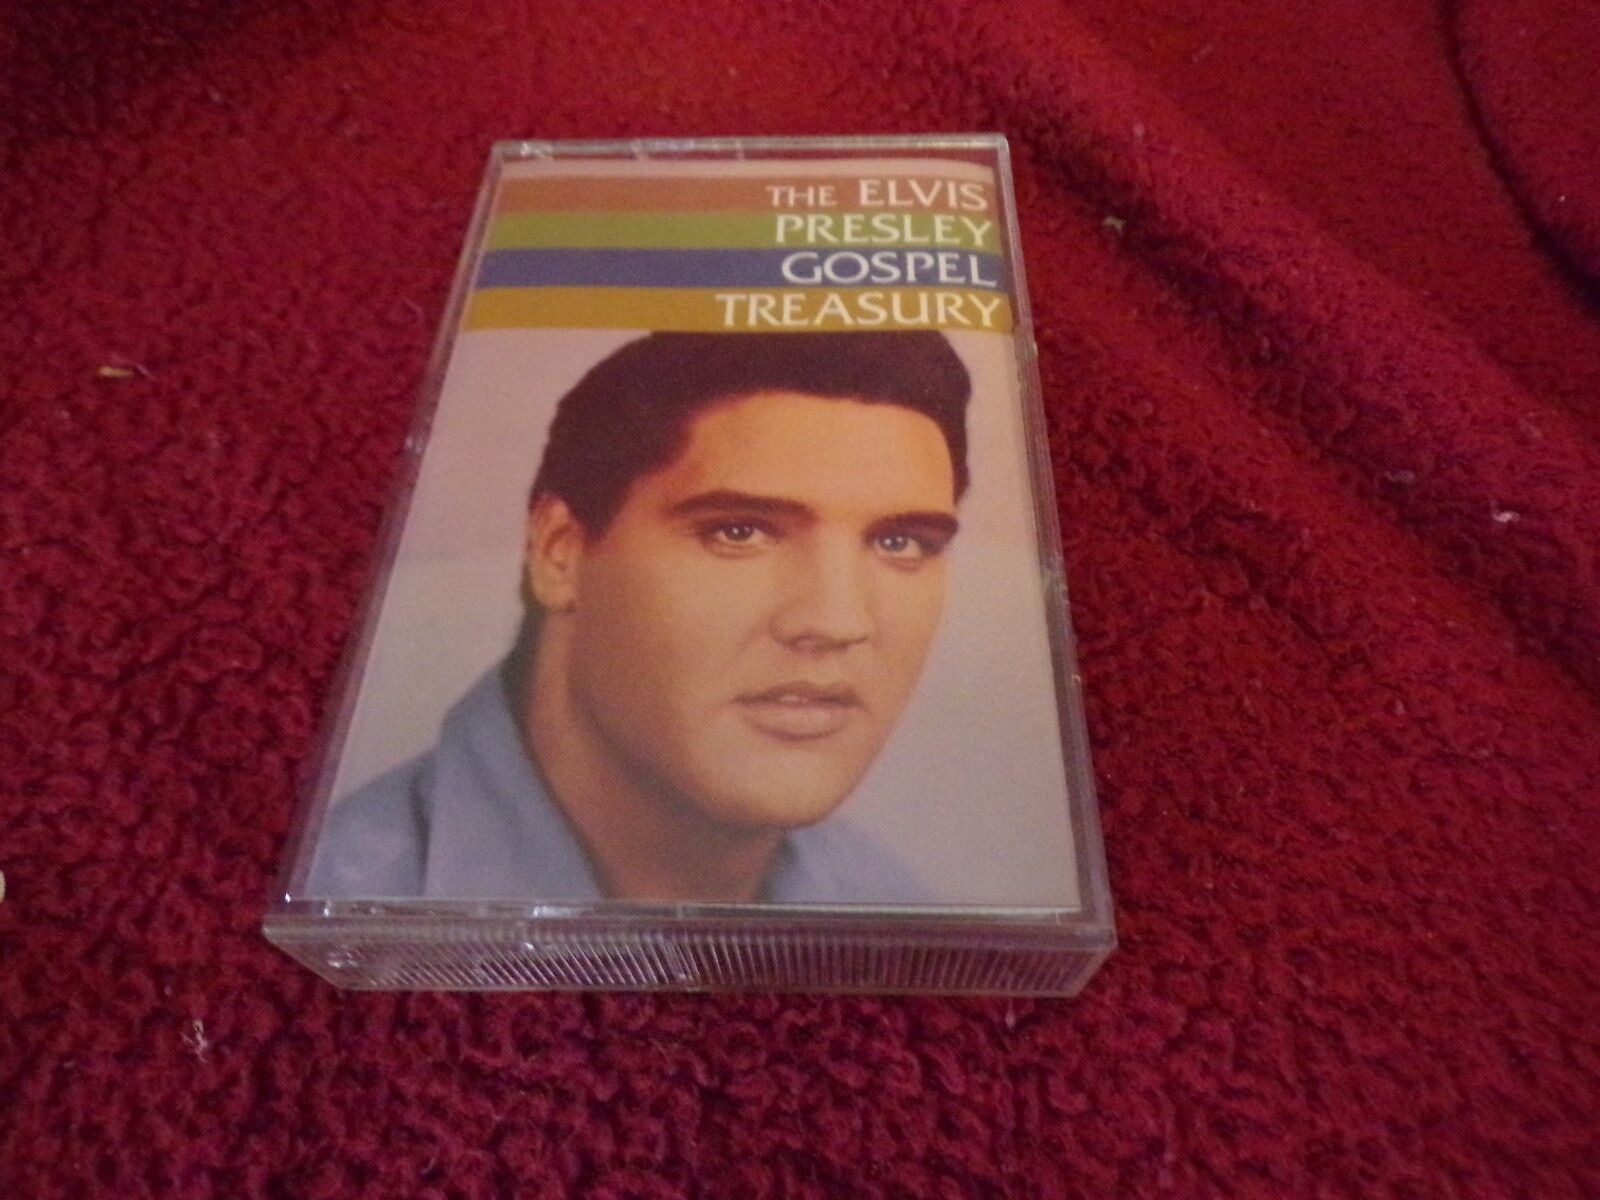 THE ELVIS
PRESLEY
GOSPEL
TREASURY